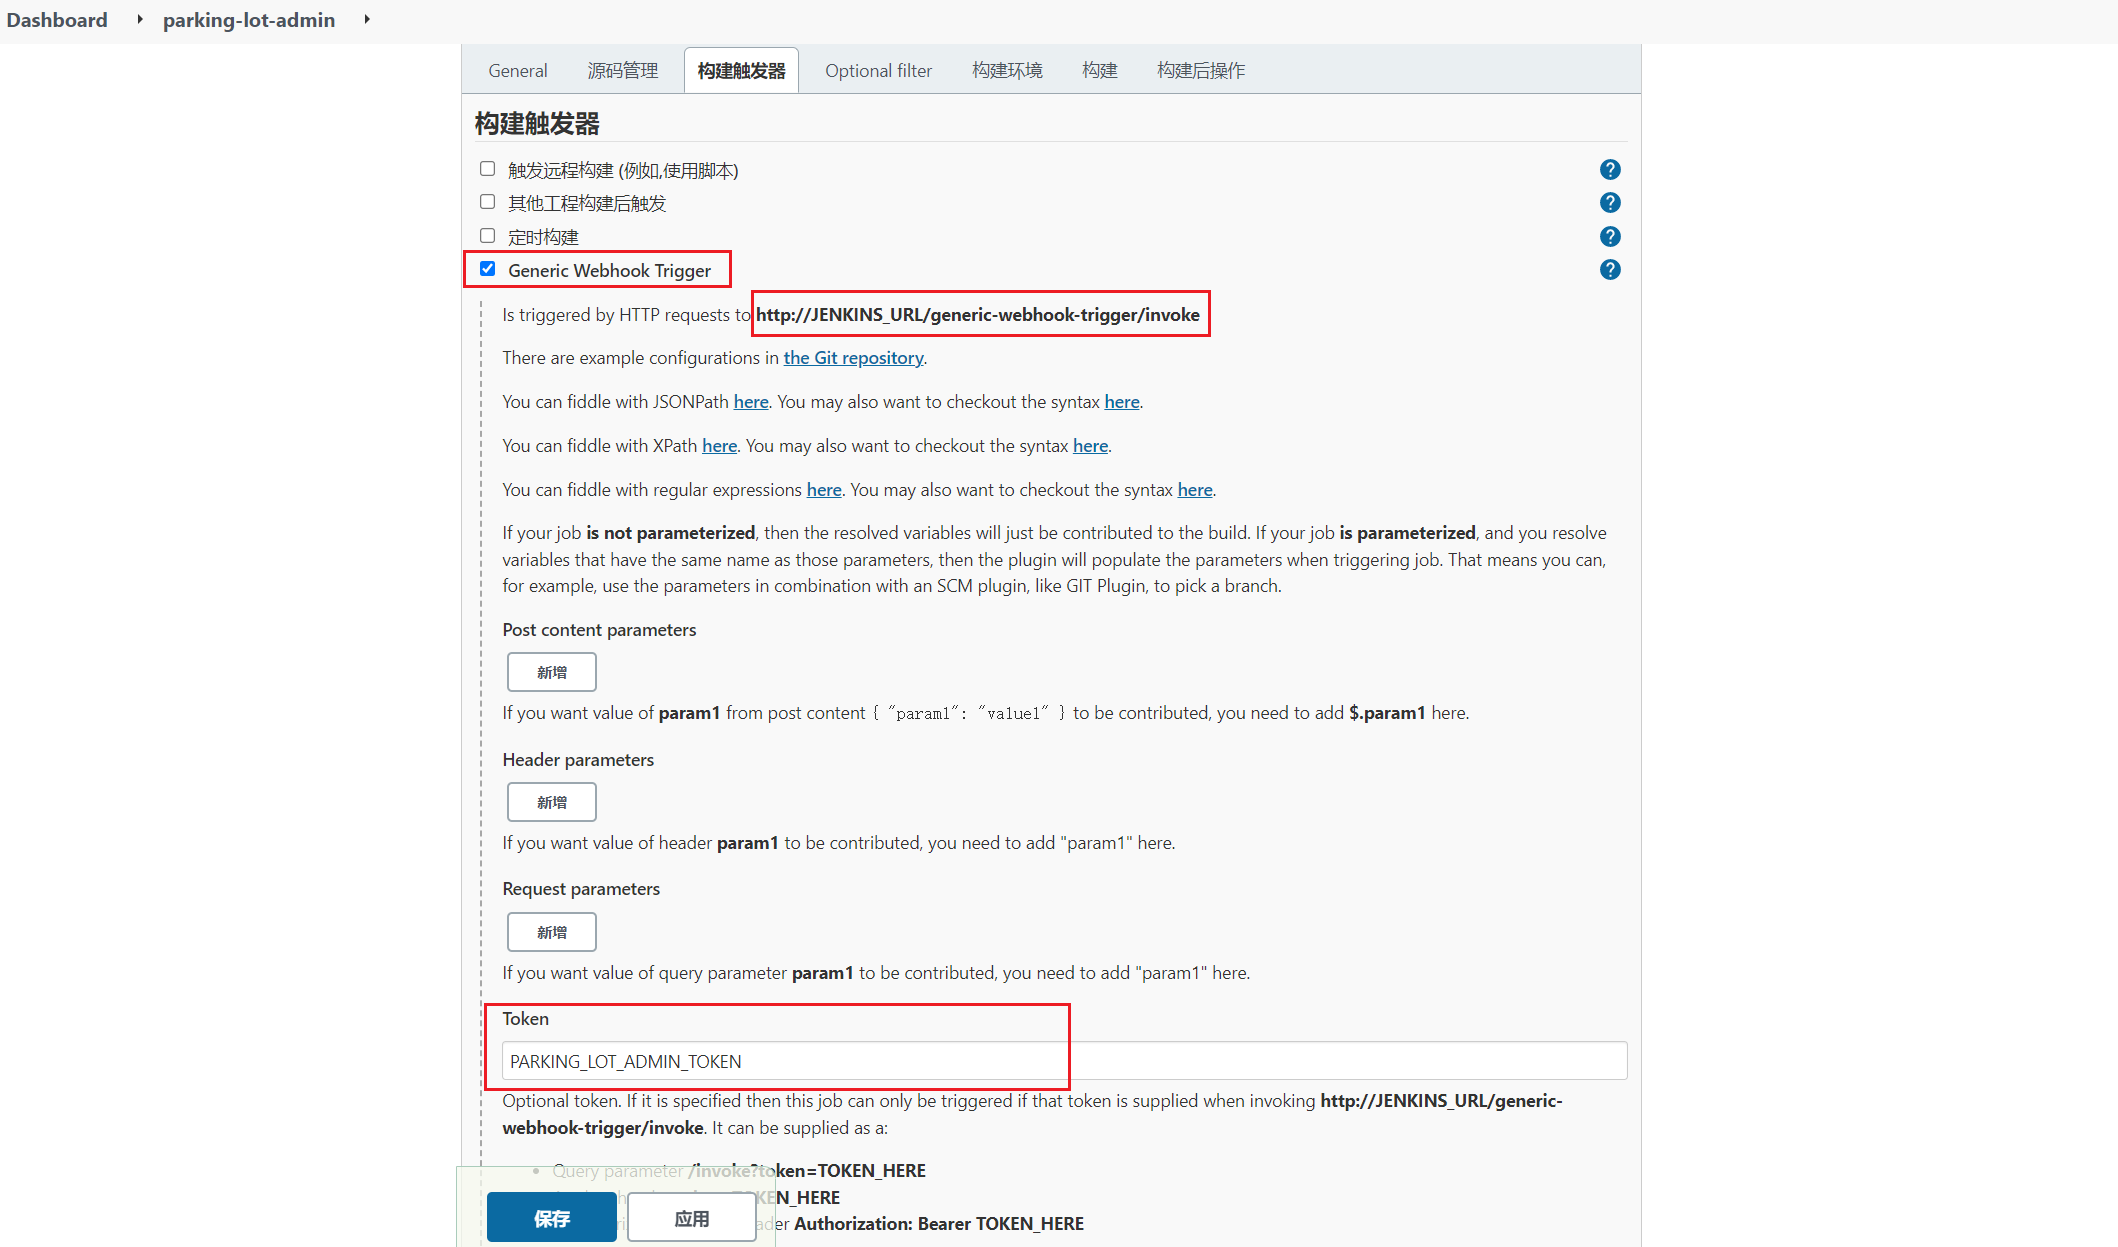 Dashboard parking-lot-admin
General 源码管理 构建触发器 Optional filter 构建环境 构建 构建后操作
构建触发器
触发远程构建 (例如,使用脚本)
其他工程构建后触发
定时构建
Generic Webhook Trigger
Is triggered by HTTP requests to http://JENKINS_URL/generic-webhook-trigger/invoke
There are example configurations in the Git repository.
You can fiddle with JSONPath here. You may also want to checkout the syntax here.
You can fiddle with XPath here. You may also want to checkout the syntax here.
You can fiddle with regular expressions here. You may also want to checkout the syntax here.
If your job is not parameterized, then the resolved variables will just be contributed to the build. If your job is parameterized, and you resolve
variables that have the same name as those parameters, then the plugin will populate the parameters when triggering job. That means you can,
for example, use the parameters in combination with an SCM plugin, like GIT Plugin, to pick a branch.
Post content parameters
新增
If you want value of param1 from post content { "param1": "value1" } to be contributed, you need to add $.param1 here.
Header parameters
新增
If you want value of header param1 to be contributed, you need to add "param1" here.
Request parameters
新增
If you want value of query parameter param1 to be contributed, you need to add "param1" here.
Token
PARKING_LOT_ADMIN_TOKEN
Optional token. If it is specified then this job can only be triggered if that token is supplied when invoking http://JENKINS_URL/generic-
webhook-trigger/invoke. It can be supplied as a:
Query parameter /invoke?token=TOKEN_HERE
TOKEN_HERE
Authorization: Bearer TOKEN_HERE
保存 应用